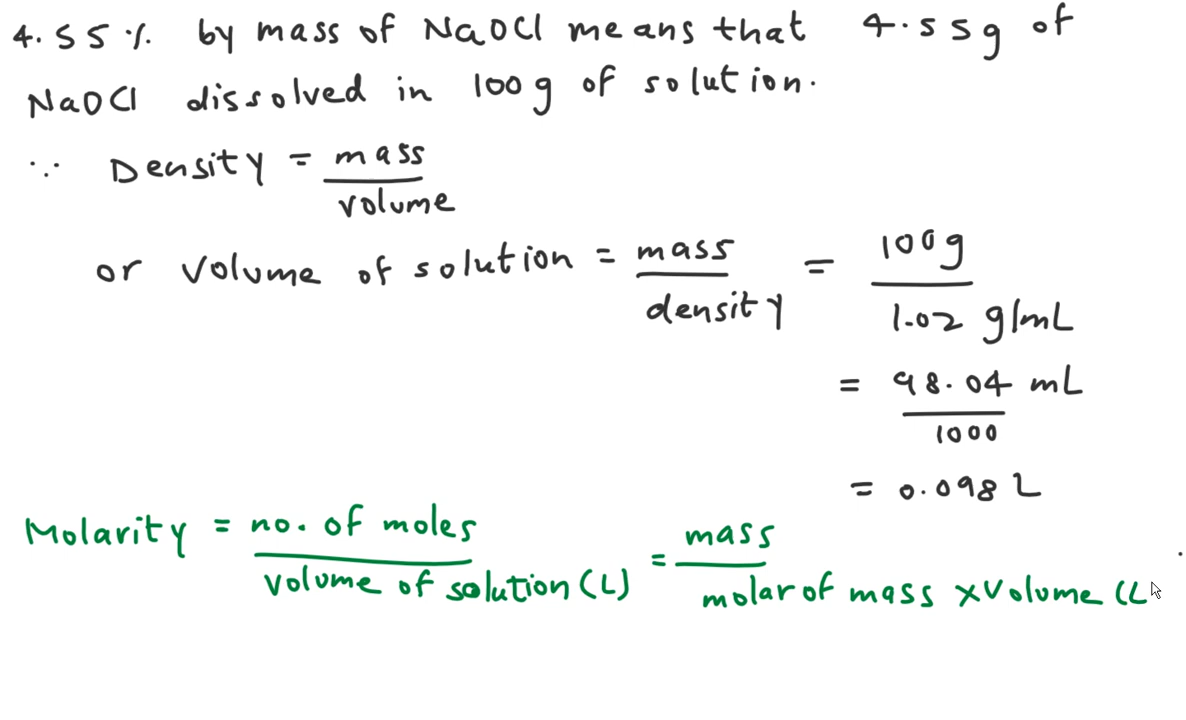 4.55% by mass of NaOCl means that 4.55g of
NaOCl dissolved in 100g of solution.
∵ Density = mass / volume
or volume of solution = mass / density = 100g / 1.02 g/mL
= 98.04 mL / 1000
= 0.098 L
Molarity = no. of moles / volume of solution (L) = mass / molar of mass x volume (L